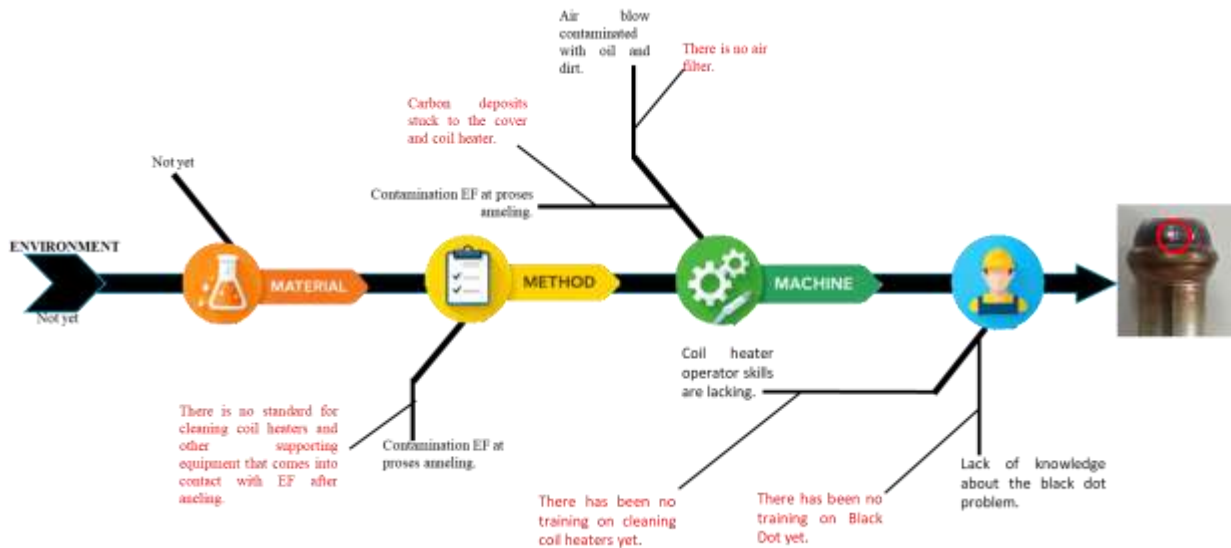 Air blow
contaminated
with oil and
dirt.
There is no air
filter.
Carbon deposits
stuck to the cover
and coil heater.
Not yet
Contamination EF at proses
anneling.
ENVIRONMENT
Not yet
MATERIAL
METHOD
MACHINE
Coil heater
operator skills
are lacking.
There is no standard for
cleaning coil heaters and
other supporting
equipment that comes into
contact with EF after
aneling.
Contamination EF at
proses anneling.
There has been no
training on cleaning
coil heaters yet.
There has been no
training on Black
Dot yet.
Lack of knowledge
about the black dot
problem.